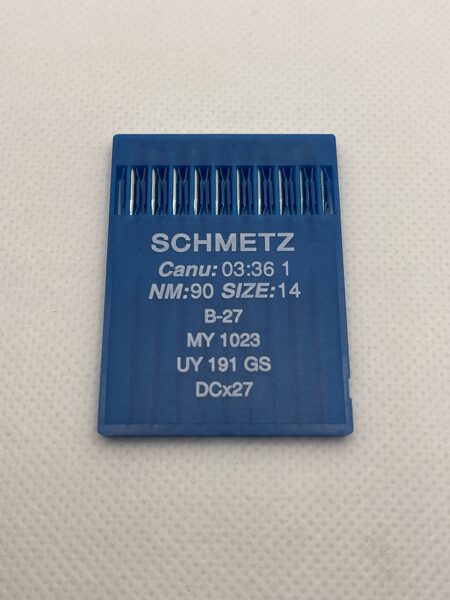 SCHMETZ
Canu: 03:36 1
NM:90 SIZE:14
B-27
MY 1023
UY 191 GS
DCx27